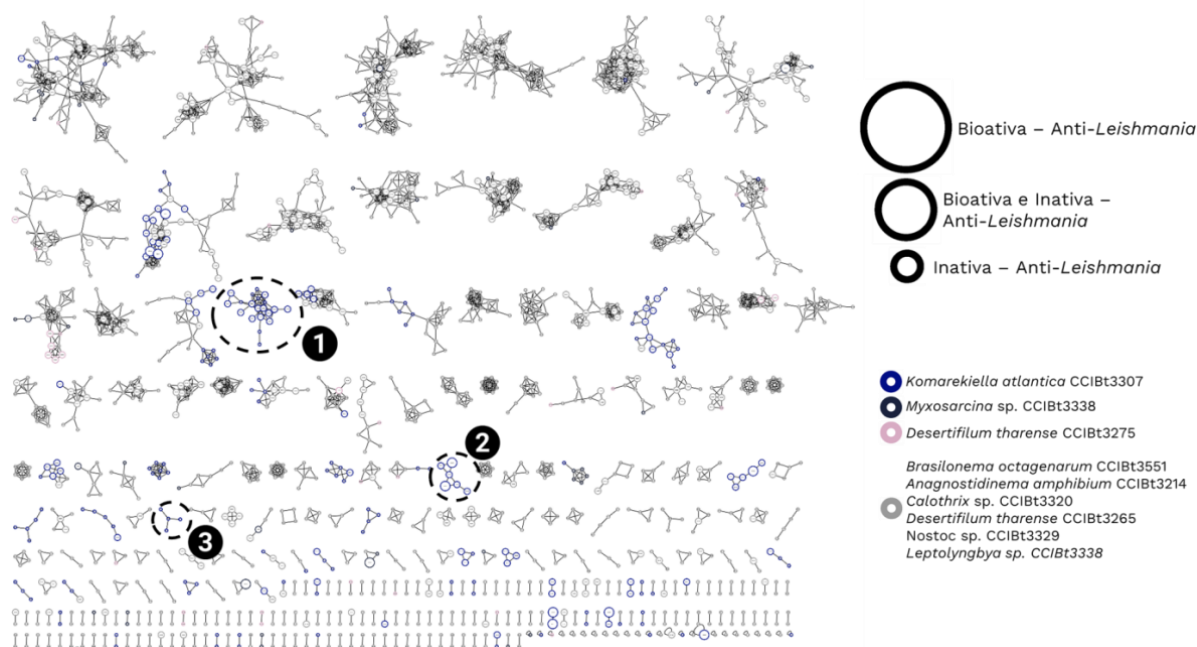 Bioativa – Anti-Leishmania
Bioativa e Inativa –
Anti-Leishmania
Inativa – Anti-Leishmania
1
Komarekiella atlantica CCIBt3307
Myxosarcina sp. CCIBt3338
Desertifilum tharense CCIBt3275
2
Brasilonema octagenarum CCIBt3551
Anagnostidinema amphibium CCIBt3214
Calothrix sp. CCIBt3320
Desertifilum tharense CCIBt3265
Nostoc sp. CCIBt3329
Leptolyngbya sp. CCIBt3338
3